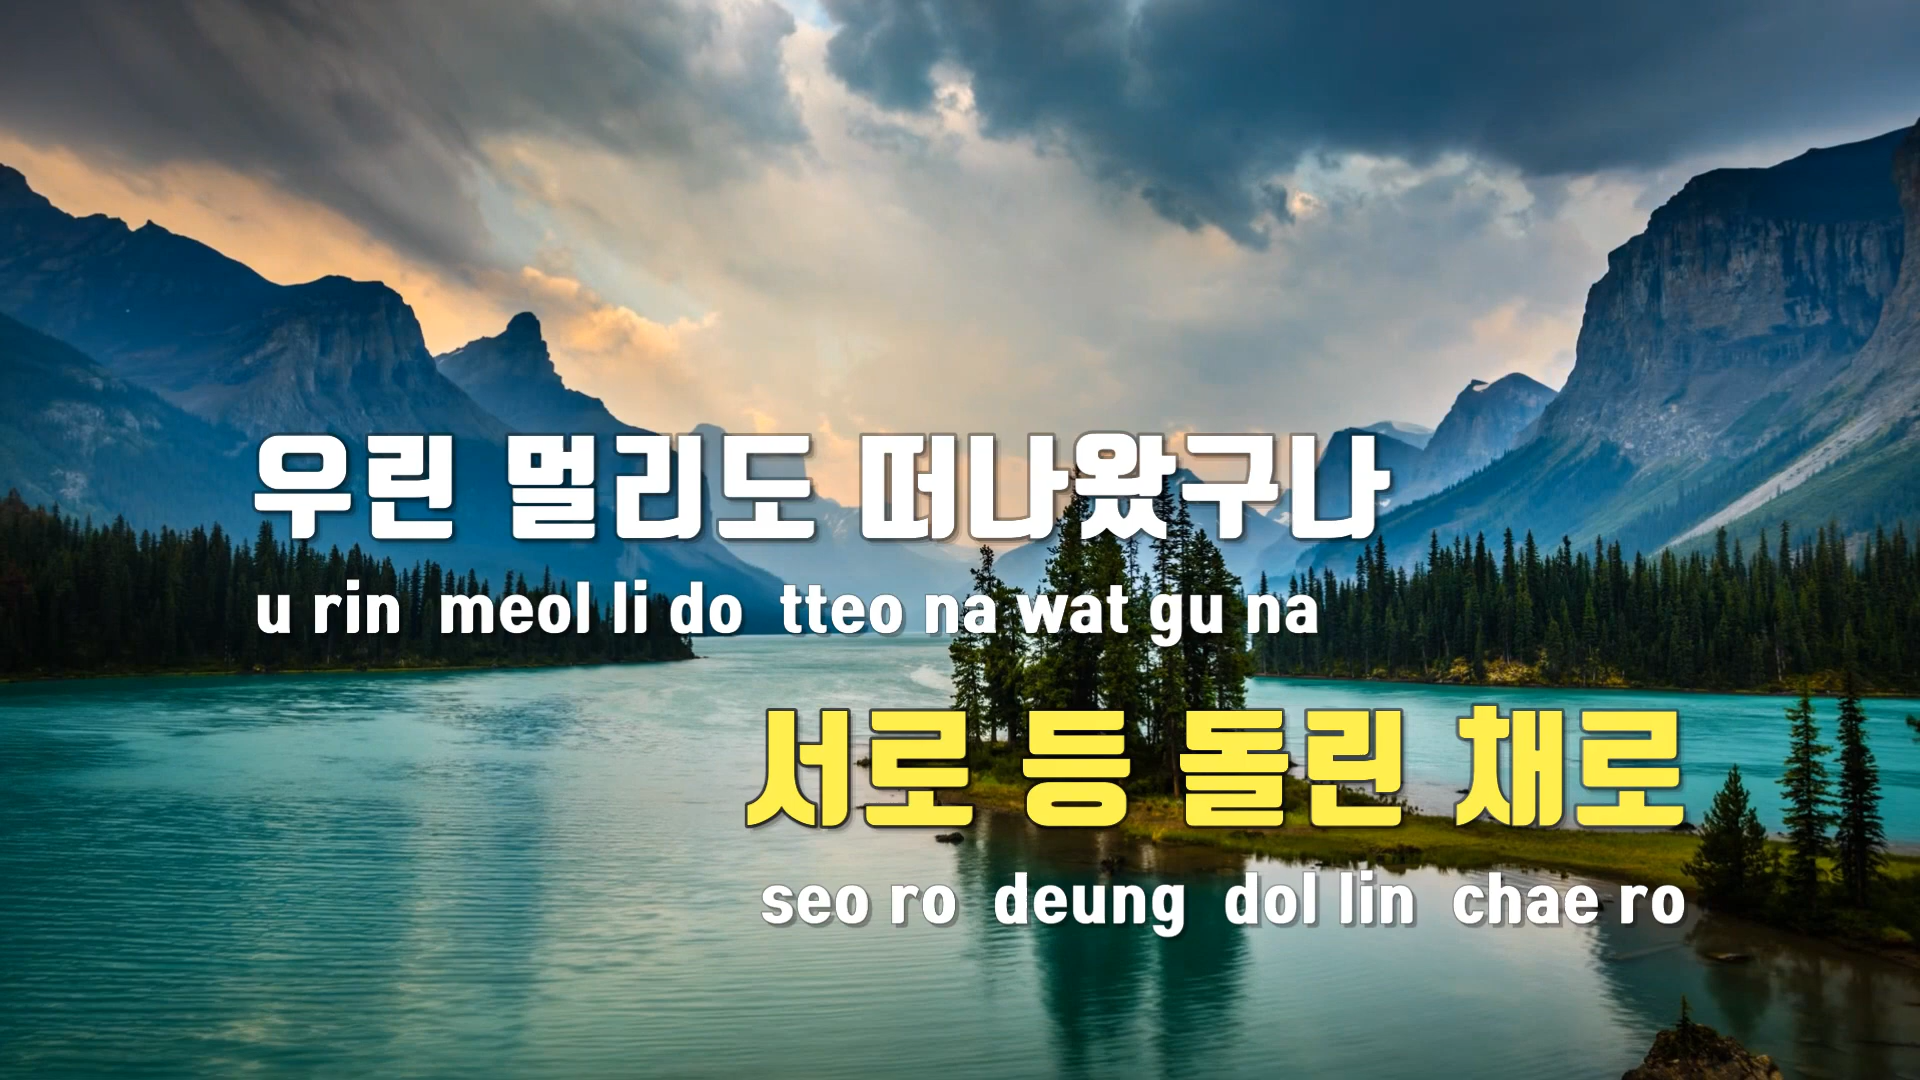 우린 멀리도 떠나왔구나
u rin meol li do tteo na wat gu na
서로 등 돌린 채로
seo ro deung dol lin chae ro